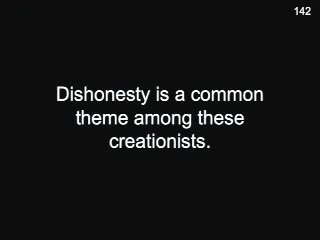 142
Dishonesty is a common
theme among these
creationists.